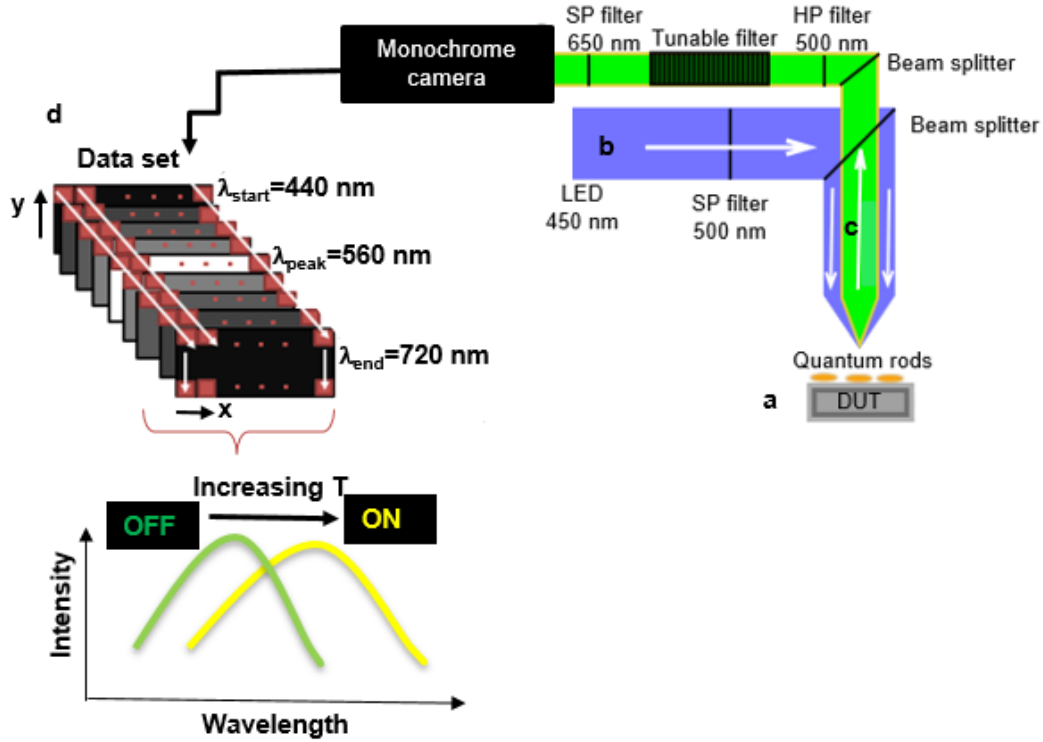 SP filter
650 nm
Tunable filter
HP filter
500 nm
Beam splitter
Monochrome
camera
Beam splitter
d
b
Data set
λstart=440 nm
LED
450 nm
SP filter
500 nm
c
y
λpeak=560 nm
λend=720 nm
Quantum rods
a
DUT
x
Increasing T
OFF
ON
Intensity
Wavelength